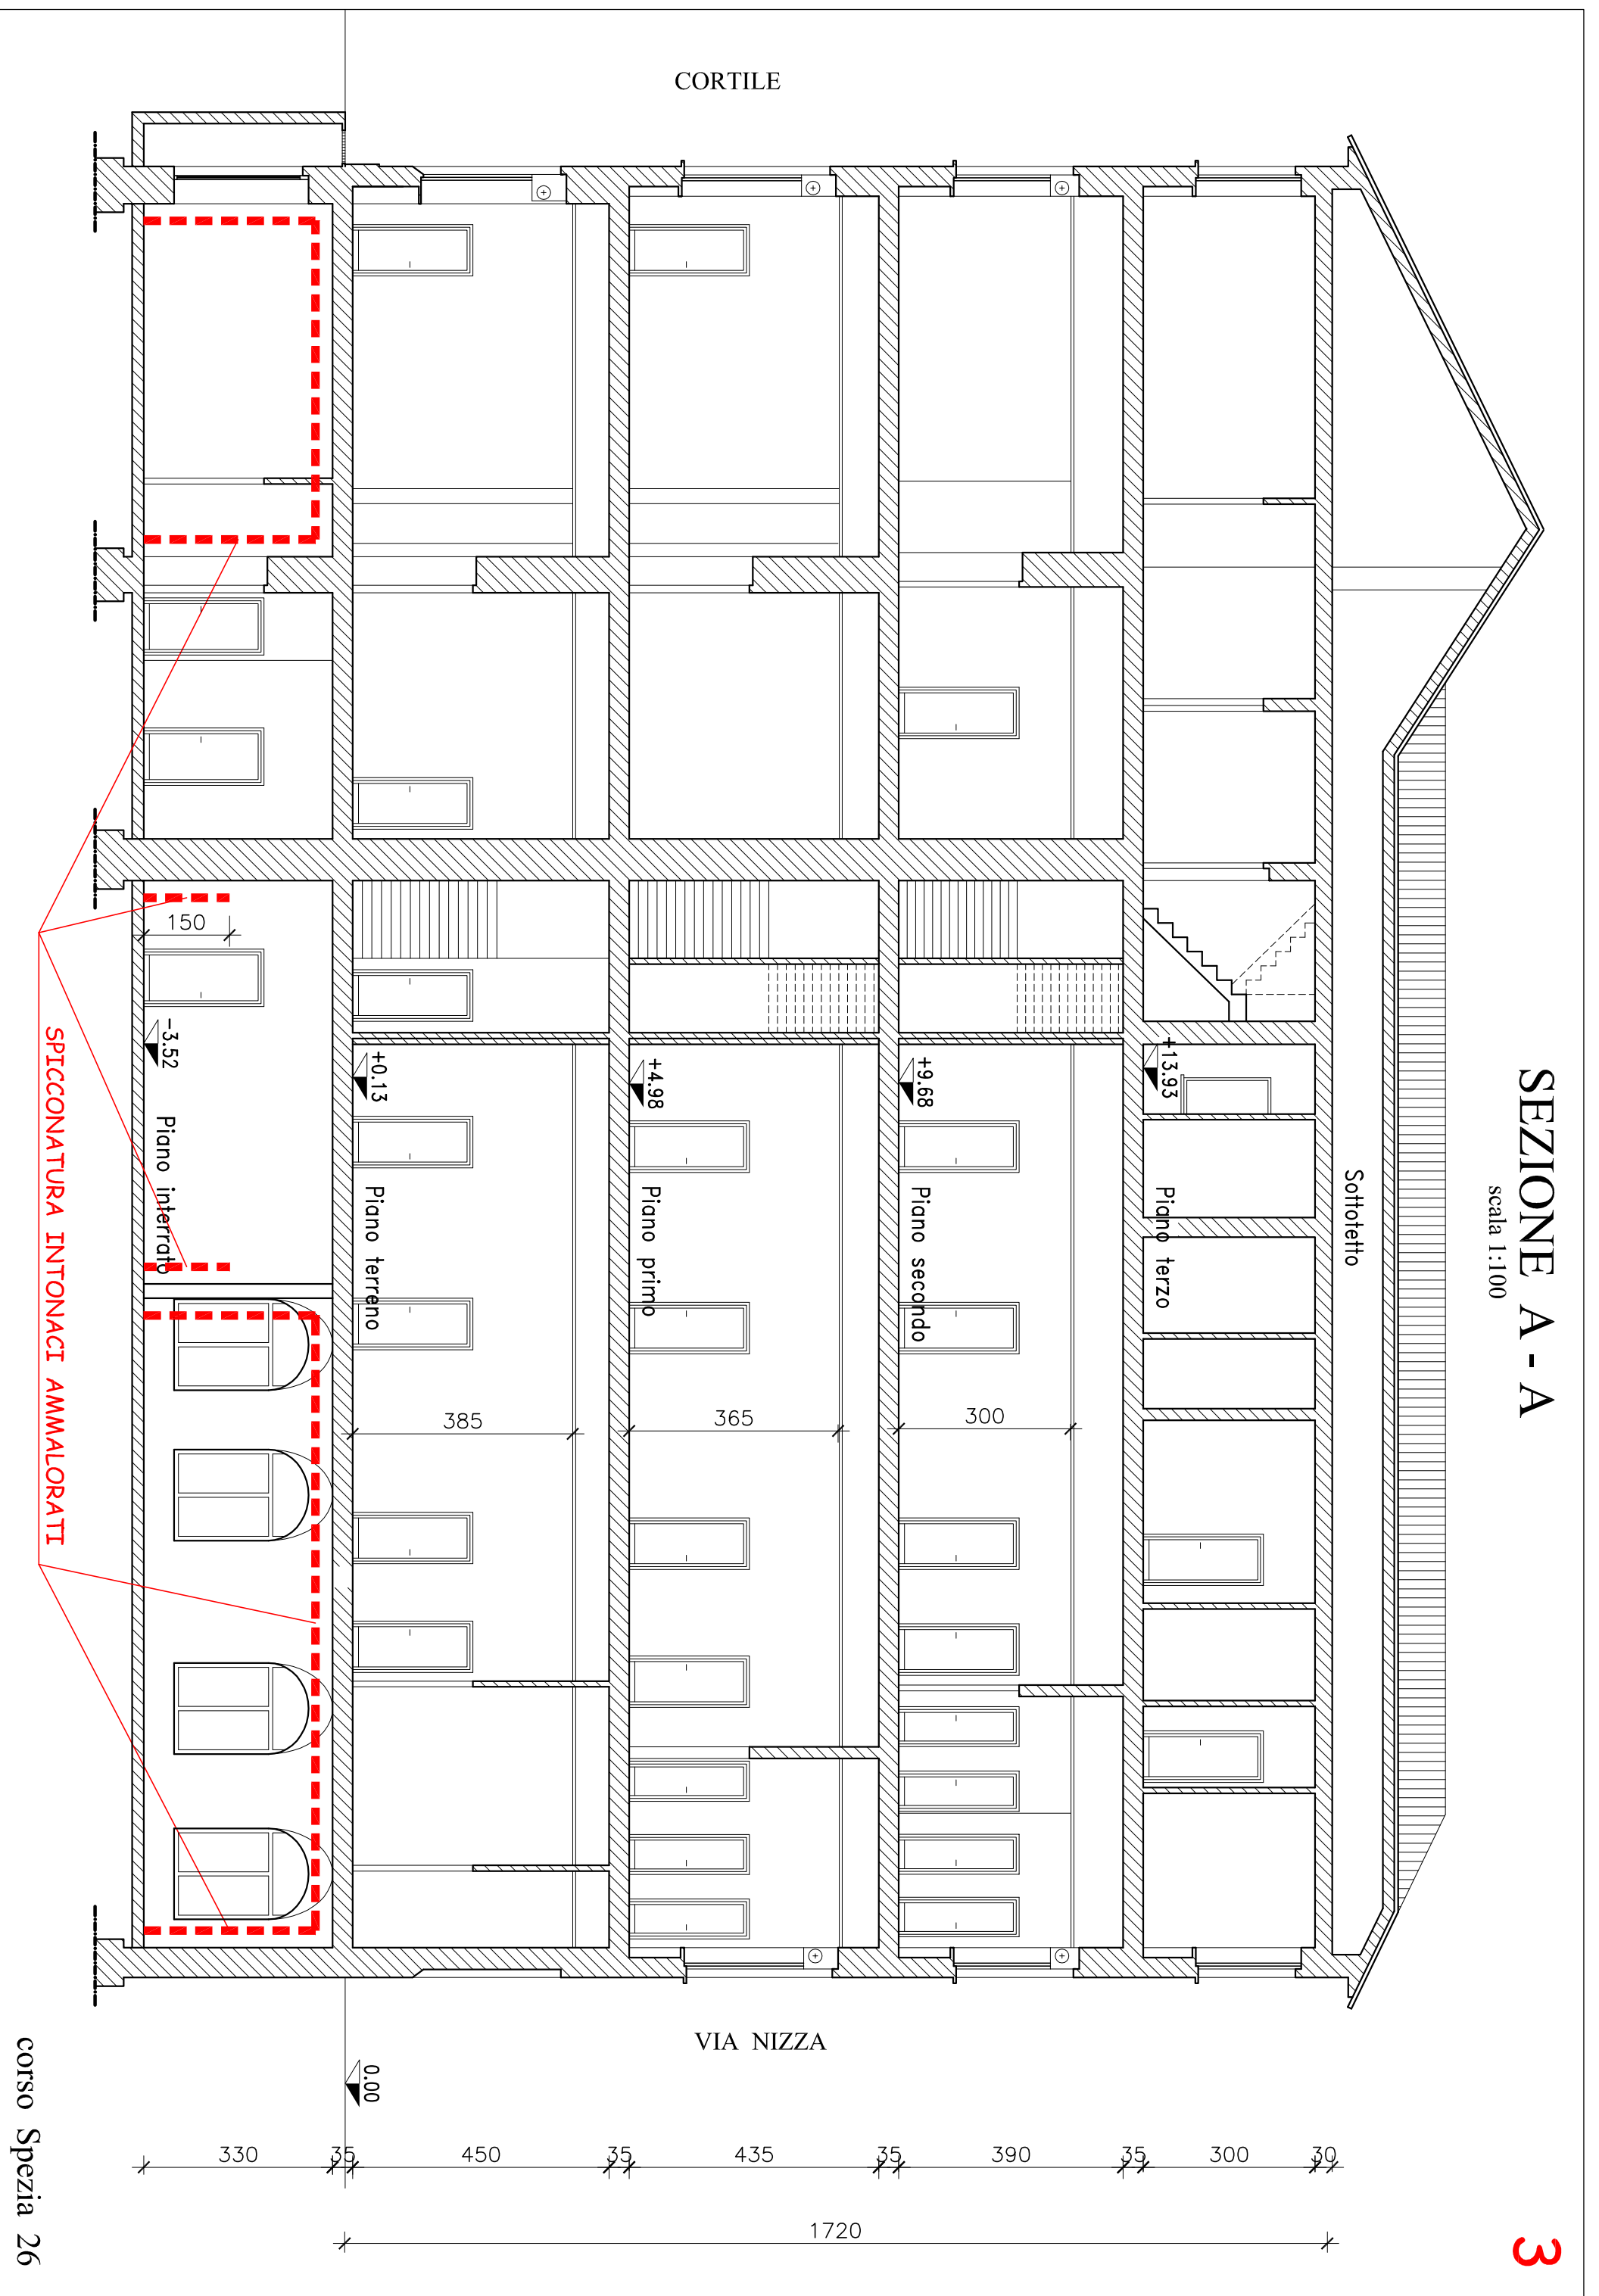 SEZIONE A - A
scala 1:100
3
Sottotetto
+13.93
Piano terzo
+9.68
Piano secondo
300
+4.98
Piano primo
365
+0.13
Piano terreno
385
-3.52
Piano interrato
150
SPICCONATURA INTONACI AMMALORATI
CORTILE
VIA NIZZA
0.00
330
35
450
35
435
35
390
35
300
30
1720
corso Spezia 26